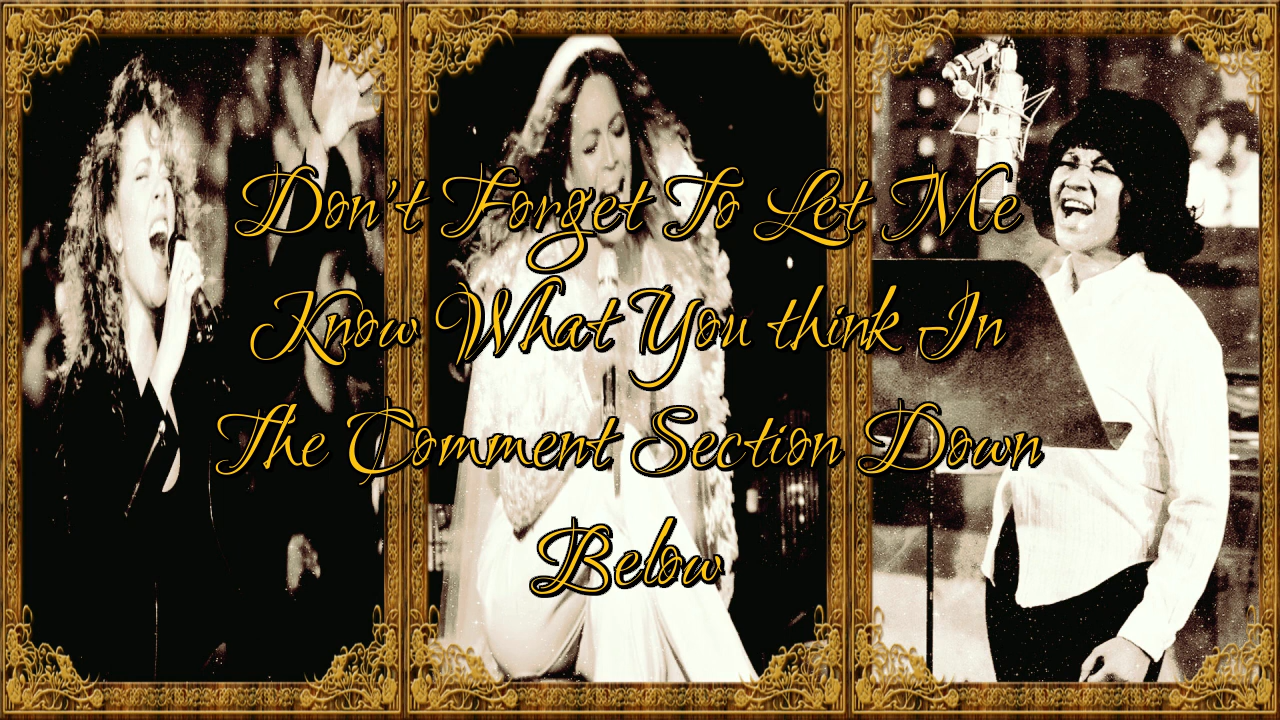 Don't Forget To Let Me
Know What You think In
The Comment Section Down
Below